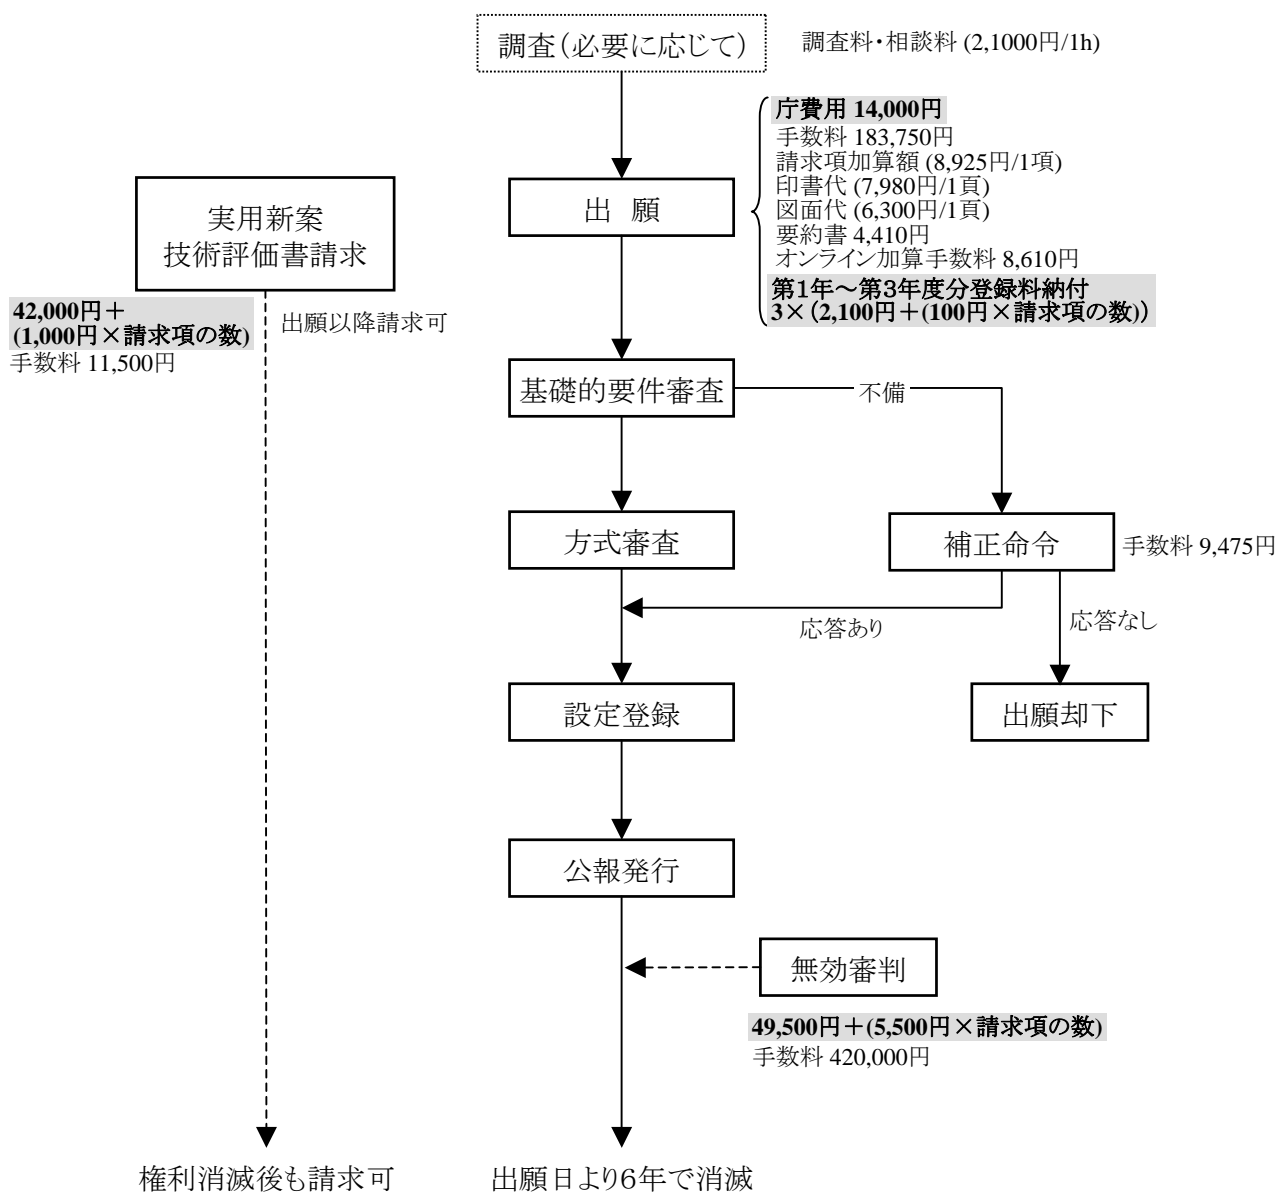 調査（必要に応じて）
調査料・相談料 (2,1000円/1h)
庁費用 14,000円
手数料 183,750円
請求項加算額 (8,925円/1項)
印書代 (7,980円/1頁)
図面代 (6,300円/1頁)
要約書 4,410円
オンライン加算手数料 8,610円
第１年～第３年度分登録料納付
3×（2,100円＋(100円×請求項の数)）
出 願
実用新案
技術評価書請求
42,000円＋
(1,000円×請求項の数)
手数料 11,500円
出願以降請求可
基礎的要件審査
不備
方式審査
補正命令
手数料 9,475円
応答あり
応答なし
設定登録
出願却下
公報発行
無効審判
49,500円＋(5,500円×請求項の数)
手数料 420,000円
権利消滅後も請求可
出願日より6年で消滅